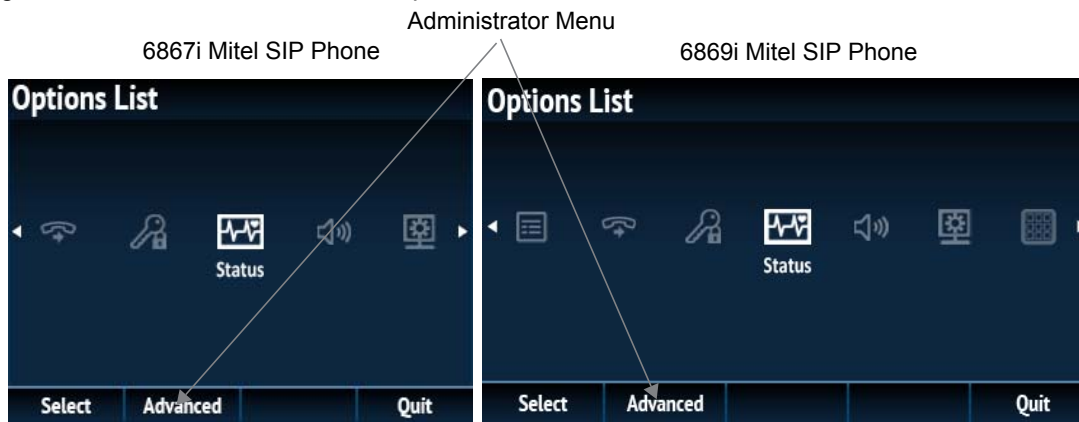 Administrator Menu
6867i Mitel SIP Phone
6869i Mitel SIP Phone
Options List
Status
Select
Advanced
Quit
Options List
Status
Select
Advanced
Quit